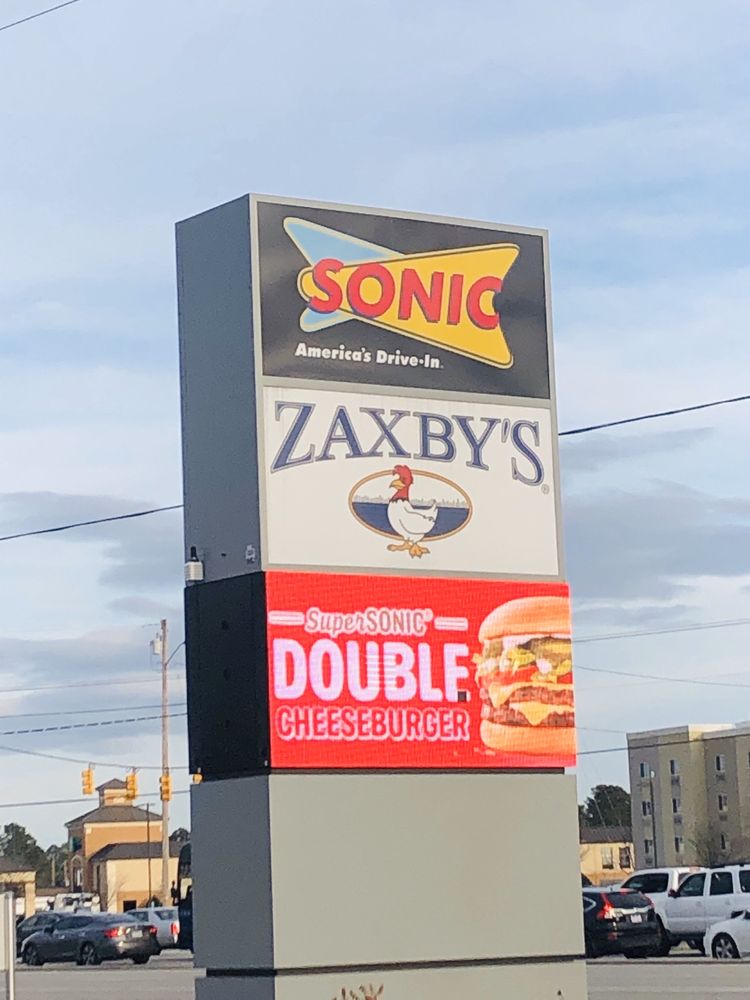 SONIC
America's Drive-In.
ZAXBY'S®
SuperSONIC®
DOUBLE
CHEESEBURGER